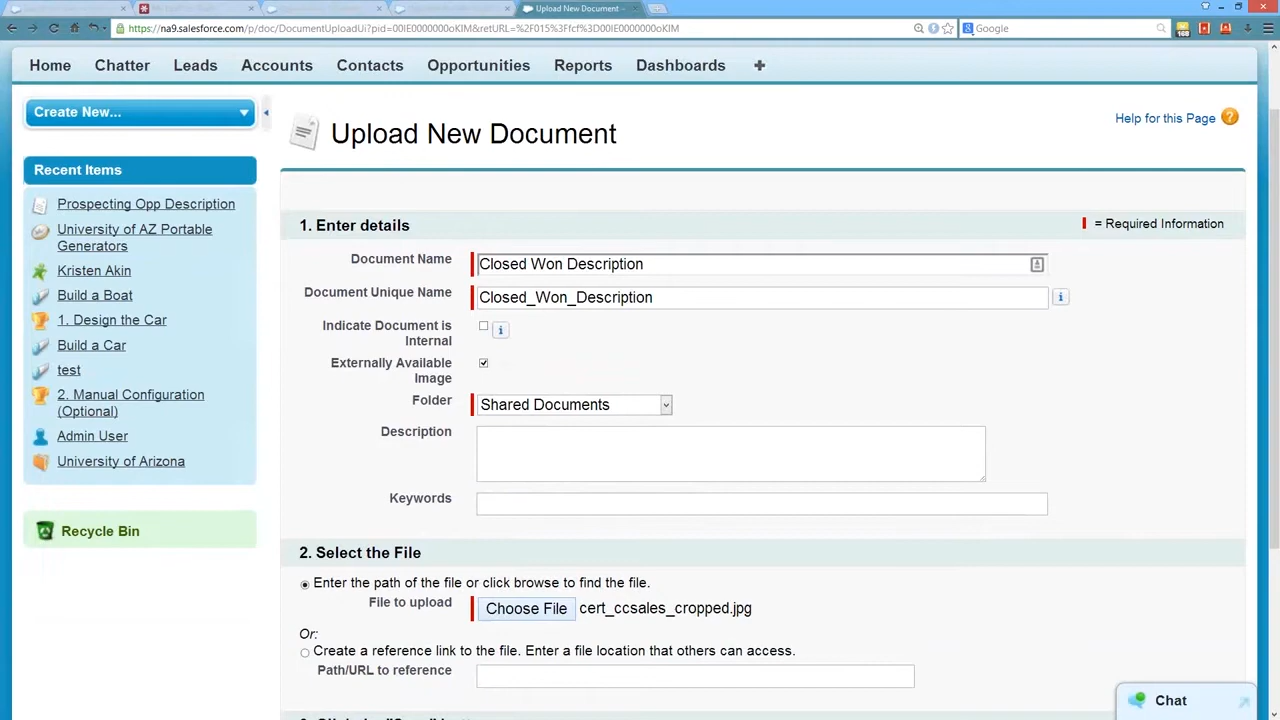 Upload New Document
https://na9.salesforce.com/p/doc/DocumentUploadUi?pid=00lE0000000oKIM&retURL=%2F015%3Ffcf%3D00lE0000000oKIM
Google
168
Home Chatter Leads Accounts Contacts Opportunities Reports Dashboards +
Create New...
Recent Items
Prospecting Opp Description
University of AZ Portable
Generators
Kristen Akin
Build a Boat
1. Design the Car
Build a Car
test
2. Manual Configuration
(Optional)
Admin User
University of Arizona
Recycle Bin
Upload New Document
Help for this Page ?
1. Enter details
= Required Information
Document Name
Closed Won Description
Document Unique Name
Closed_Won_Description
i
Indicate Document is
Internal
i
Externally Available
Image
Folder
Shared Documents
Description
Keywords
2. Select the File
Enter the path of the file or click browse to find the file.
File to upload
Choose File cert_ccsales_cropped.jpg
Or:
Create a reference link to the file. Enter a file location that others can access.
Path/URL to reference
Chat